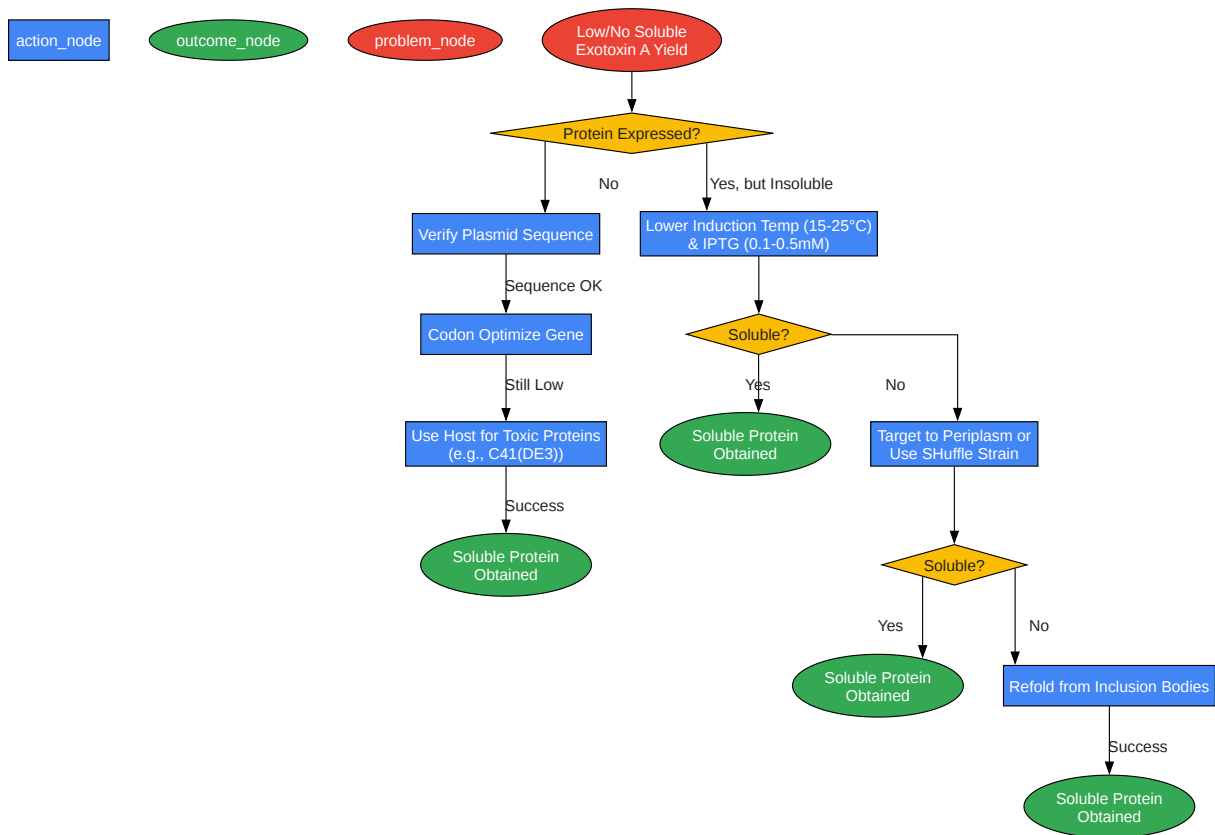 action_node
outcome_node
problem_node
Low/No Soluble
Exotoxin A Yield
Protein Expressed?
No
Yes, but Insoluble
Verify Plasmid Sequence
Lower Induction Temp (15-25°C)
& IPTG (0.1-0.5mM)
Sequence OK
Codon Optimize Gene
Soluble?
Still Low
Yes
No
Use Host for Toxic Proteins
(e.g., C41(DE3))
Soluble Protein
Obtained
Target to Periplasm or
Use SHuffle Strain
Success
Soluble Protein
Obtained
Soluble?
Yes
No
Soluble Protein
Obtained
Refold from Inclusion Bodies
Success
Soluble Protein
Obtained